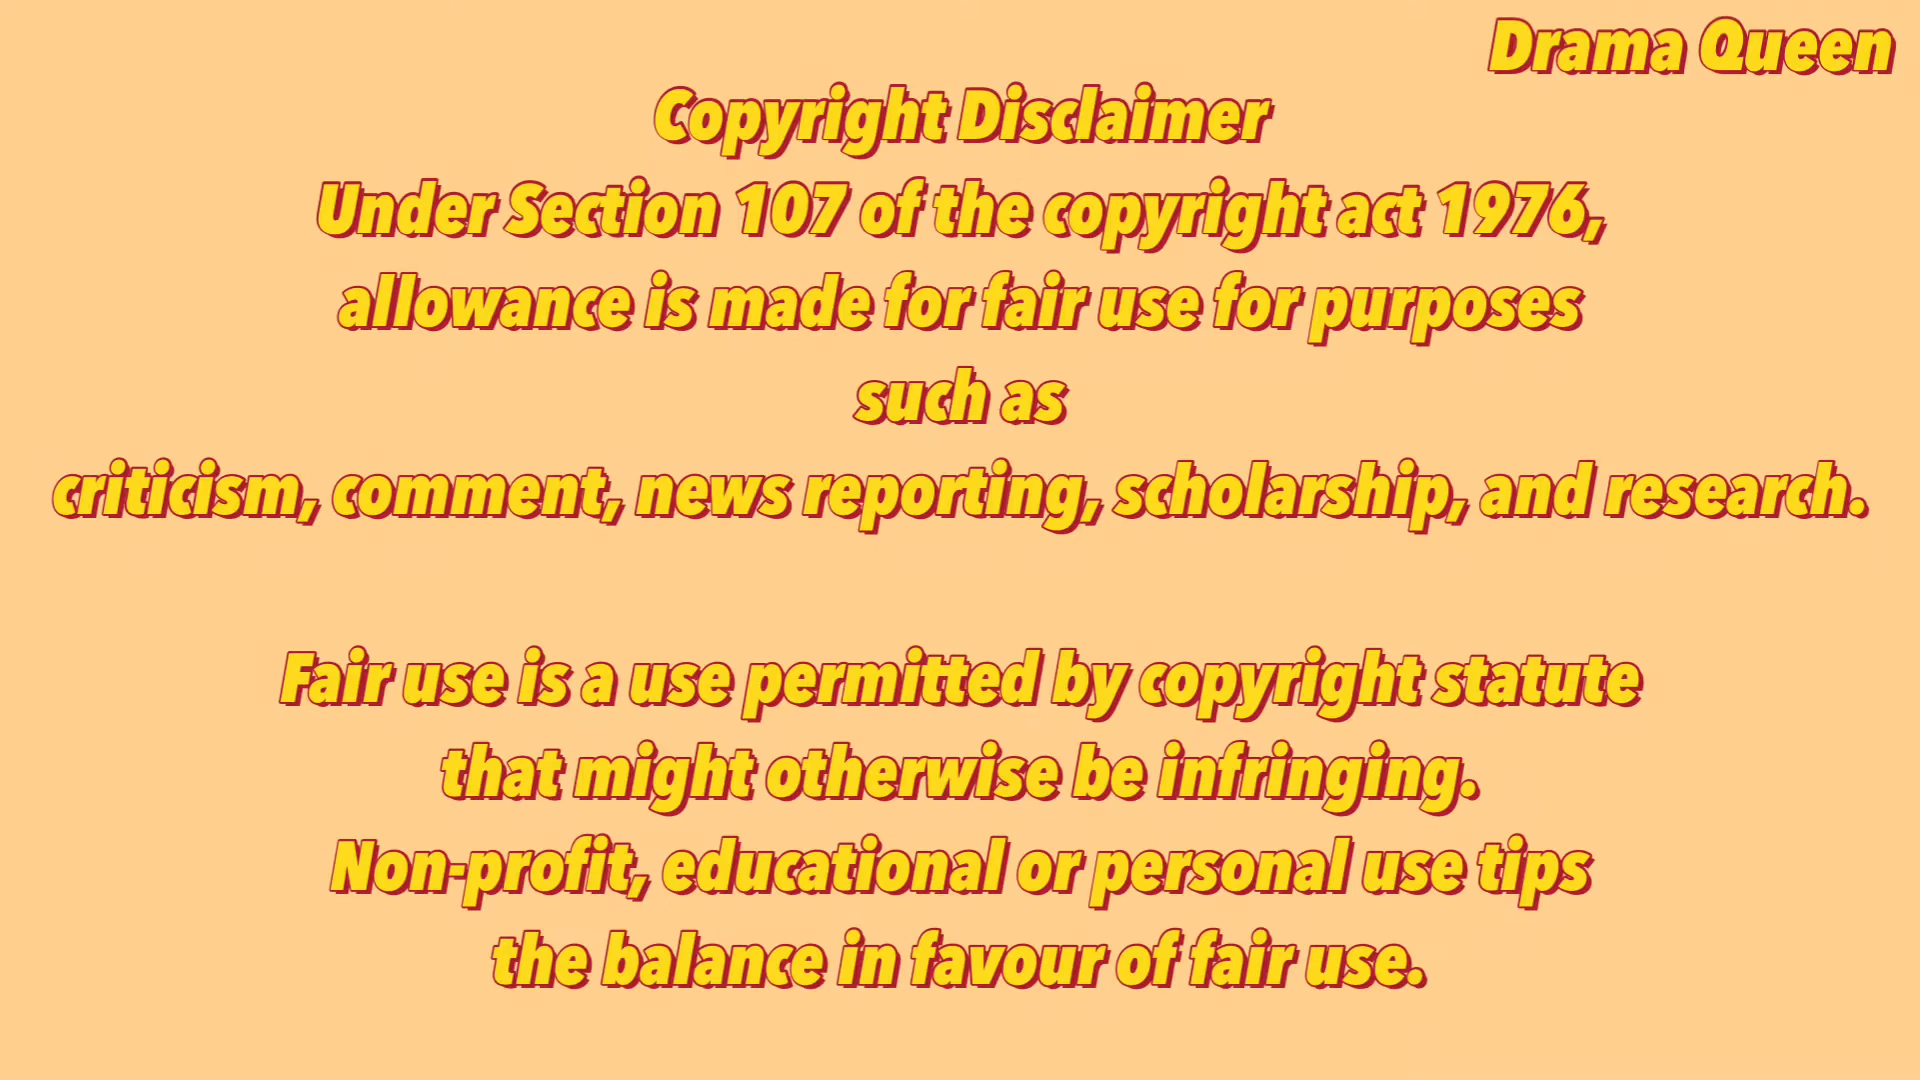 Drama Queen
Copyright Disclaimer
Under Section 107 of the copyright act 1976,
allowance is made for fair use for purposes
such as
criticism, comment, news reporting, scholarship, and research.
Fair use is a use permitted by copyright statute
that might otherwise be infringing.
Non-profit, educational or personal use tips
the balance in favour of fair use.